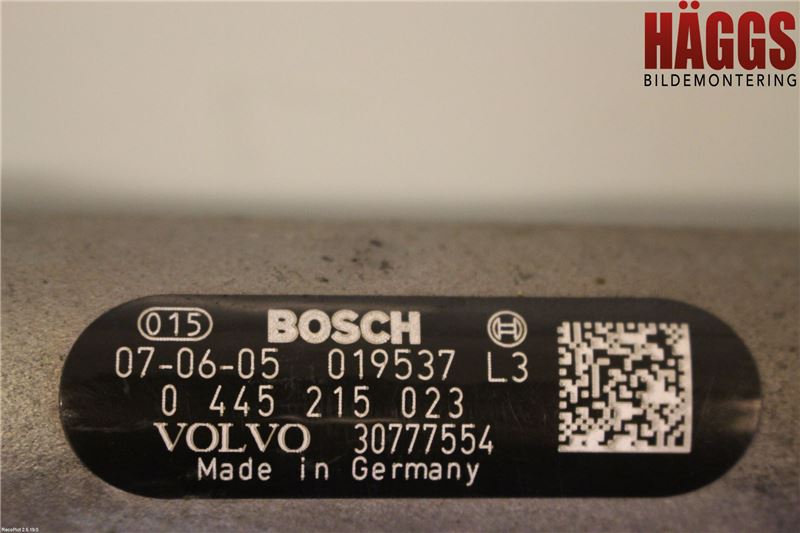 HÄGGS
BILDEMONTERING
015 BOSCH
07-06-05 019537 L3
0 445 215 023
VOLVO 30777554
Made in Germany